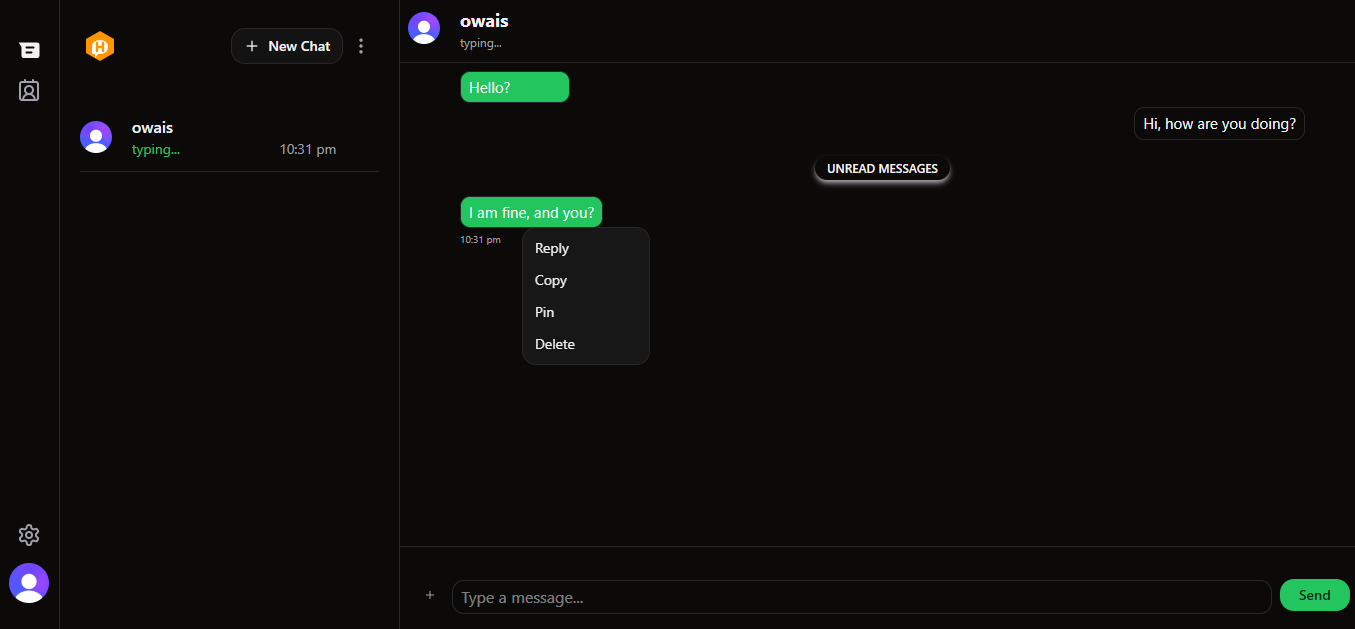 New Chat
owais
typing...
10:31 pm
owais
typing...
Hello?
Hi, how are you doing?
UNREAD MESSAGES
I am fine, and you?
10:31 pm
Reply
Copy
Pin
Delete
Type a message...
Send